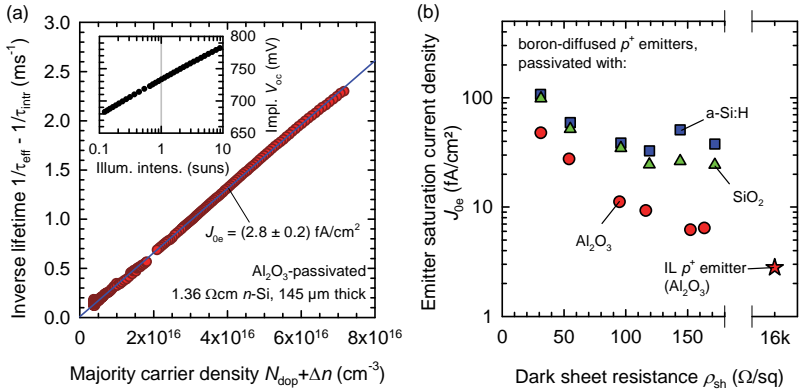 (a)
Inverse lifetime 1/τeff - 1/τintr (ms⁻¹)
3.0
2.5
2.0
1.5
1.0
0.5
0.0
0
2x10¹⁶
4x10¹⁶
6x10¹⁶
8x10¹⁶
Majority carrier density Ndop+Δn (cm⁻³)
800
750
700
650
Impl. Voc (mV)
0.1
1
10
Illum. intens. (suns)
J0e = (2.8 ± 0.2) fA/cm²
Al₂O₃-passivated
1.36 Ωcm n-Si, 145 µm thick
(b)
Emitter saturation current density
J0e (fA/cm²)
100
10
1
boron-diffused p⁺ emitters,
passivated with:
a-Si:H
SiO₂
Al₂O₃
IL p⁺ emitter
(Al₂O₃)
0
50
100
150
16k
Dark sheet resistance ρsh (Ω/sq)